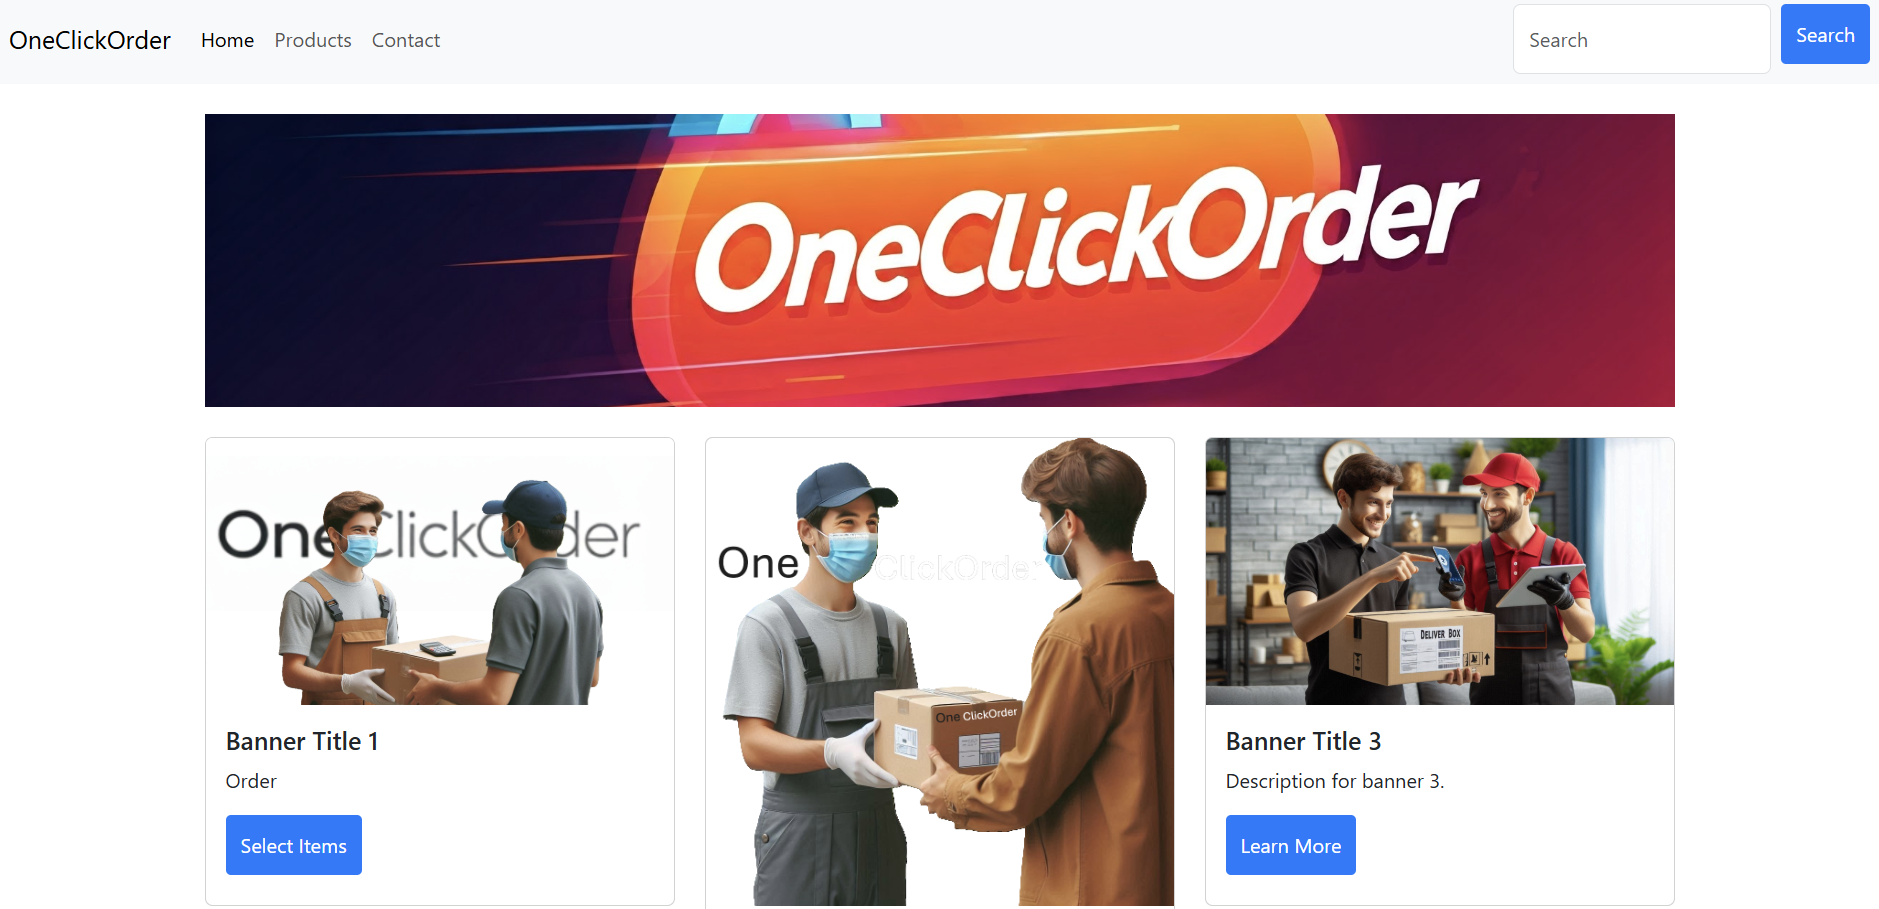 OneClickOrder Home Products Contact Search Search
OneClickOrder
OneClickOrder
One ClickOrder
One ClickOrder
DELIVER BOX
Banner Title 1
Order
Select Items
Banner Title 3
Description for banner 3.
Learn More